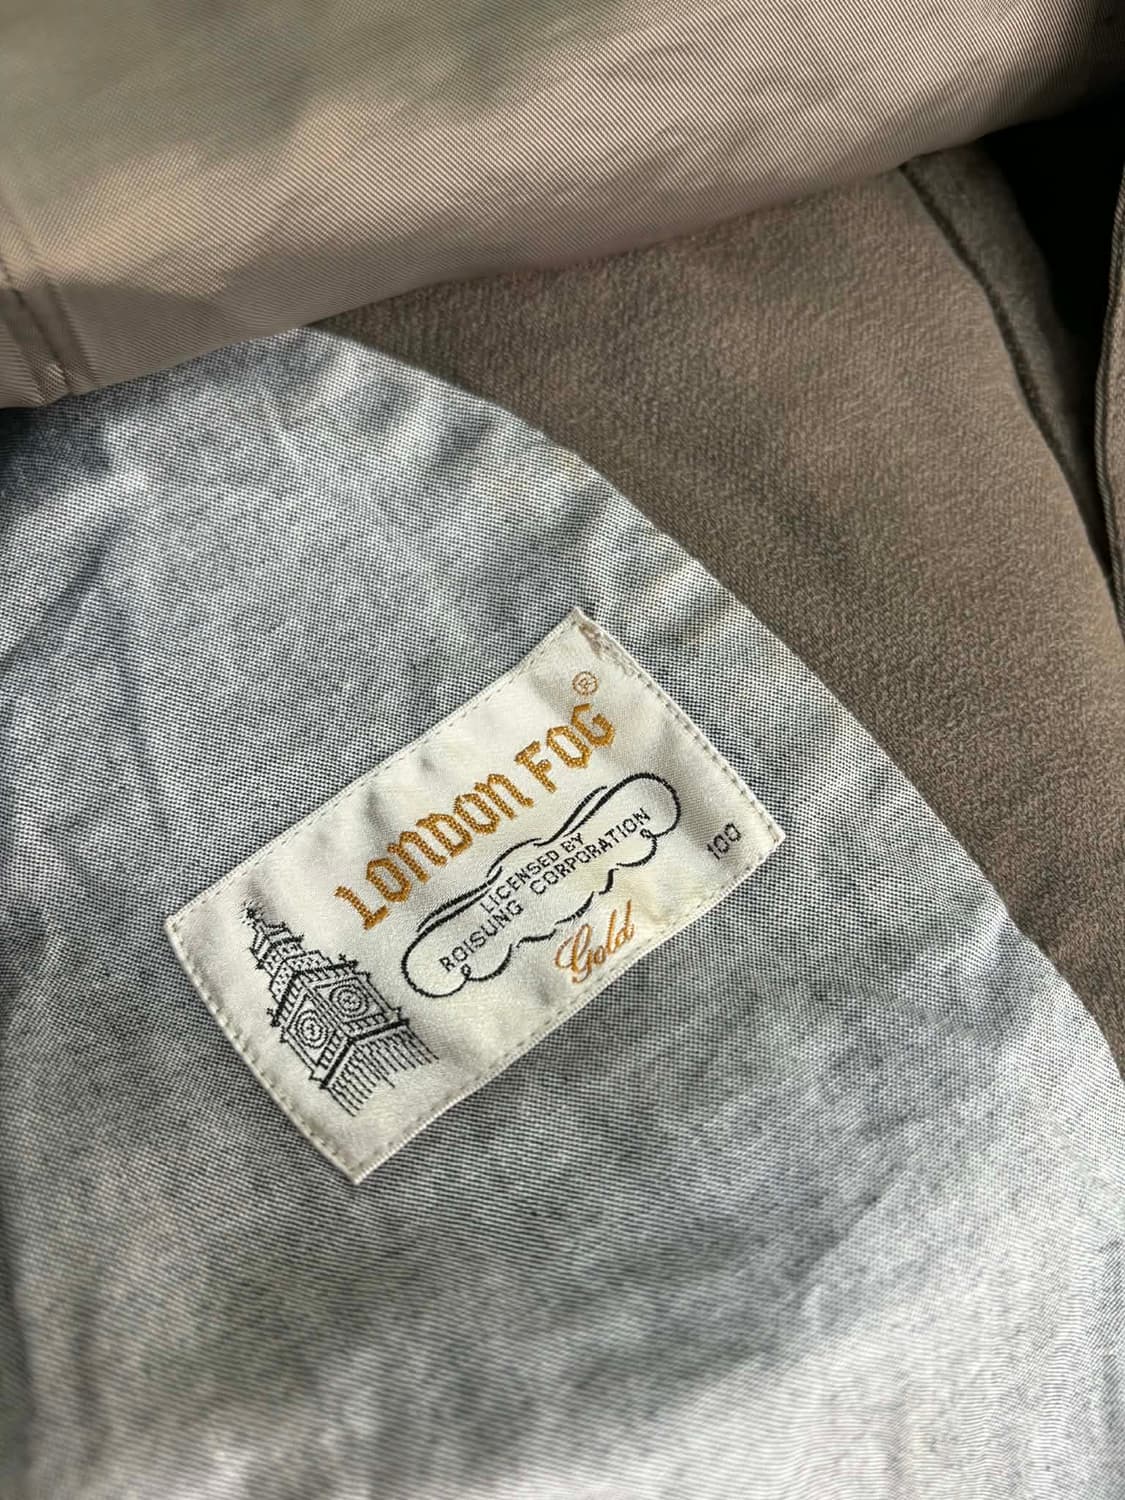 LONDON FOG®
LICENSED BY
ROISUNG CORPORATION
Gold
100